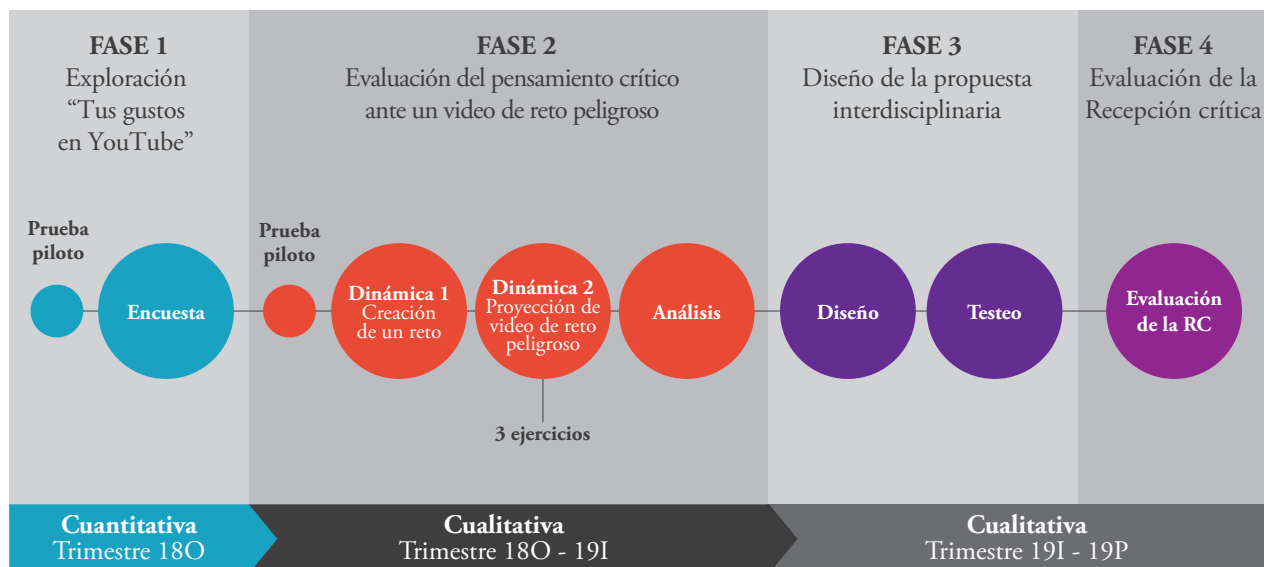 FASE 1
Exploración
“Tus gustos
en YouTube”
FASE 2
Evaluación del pensamiento crítico
ante un video de reto peligroso
FASE 3
Diseño de la propuesta
interdisciplinaria
FASE 4
Evaluación de la
Recepción crítica
Prueba
piloto
Encuesta
Prueba
piloto
Dinámica 1
Creación
de un reto
Dinámica 2
Proyección de
video de reto
peligroso
3 ejercicios
Análisis
Diseño
Testeo
Evaluación
de la RC
Cuantitativa
Trimestre 18O
Cualitativa
Trimestre 18O - 19I
Cualitativa
Trimestre 19I - 19P